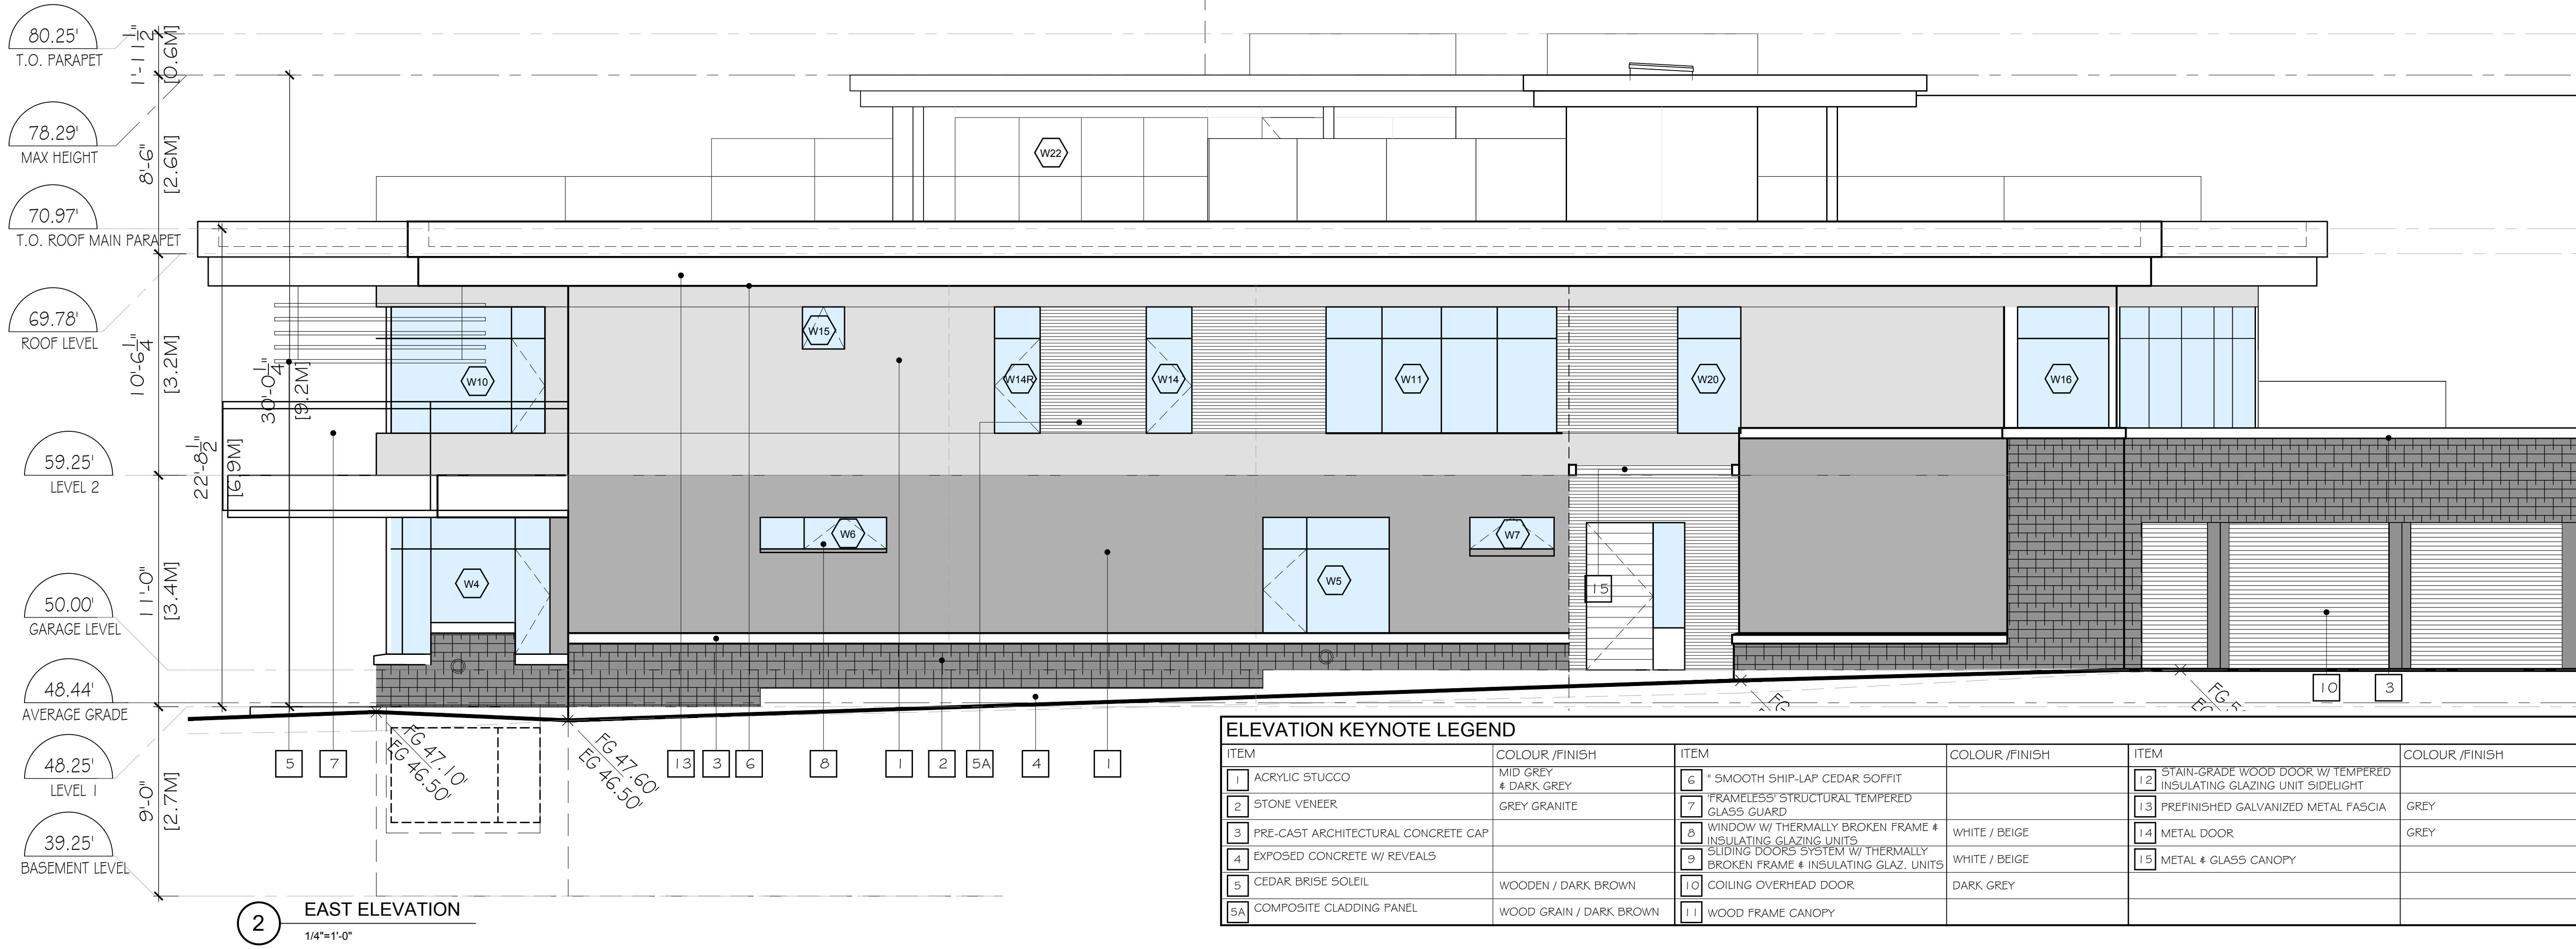 80.25'
T.O. PARAPET
1'-11 1/2"
[0.6M]
78.29'
MAX HEIGHT
8'-6"
[2.6M]
70.97'
T.O. ROOF MAIN PARAPET
69.78'
ROOF LEVEL
10'-6 1/4"
[3.2M]
30'-0 1/4"
[9.2M]
22'-8 1/2"
[6.9M]
59.25'
LEVEL 2
11'-0"
[3.4M]
50.00'
GARAGE LEVEL
48.44'
AVERAGE GRADE
48.25'
LEVEL 1
9'-0"
[2.7M]
39.25'
BASEMENT LEVEL
W22
W15
W10
W14R
W14
W11
W20
W16
W6
W7
W4
W5
15
10
3
FG 47.10'
EG 46.50'
FG 47.60'
EG 46.50'
FG
FG 5
EG
5
7
13
3
6
8
1
2
5A
4
1
2
EAST ELEVATION
1/4"=1'-0"
ELEVATION KEYNOTE LEGEND
ITEM COLOUR /FINISH ITEM COLOUR /FINISH ITEM COLOUR /FINISH
1 ACRYLIC STUCCO MID GREY
& DARK GREY
2 STONE VENEER GREY GRANITE
3 PRE-CAST ARCHITECTURAL CONCRETE CAP
4 EXPOSED CONCRETE W/ REVEALS
5 CEDAR BRISE SOLEIL WOODEN / DARK BROWN
5A COMPOSITE CLADDING PANEL WOOD GRAIN / DARK BROWN
6 " SMOOTH SHIP-LAP CEDAR SOFFIT
7 'FRAMELESS' STRUCTURAL TEMPERED
GLASS GUARD
8 WINDOW W/ THERMALLY BROKEN FRAME &
INSULATING GLAZING UNITS WHITE / BEIGE
9 SLIDING DOORS SYSTEM W/ THERMALLY
BROKEN FRAME & INSULATING GLAZ. UNITS WHITE / BEIGE
10 COILING OVERHEAD DOOR DARK GREY
11 WOOD FRAME CANOPY
12 STAIN-GRADE WOOD DOOR W/ TEMPERED
INSULATING GLAZING UNIT SIDELIGHT
13 PREFINISHED GALVANIZED METAL FASCIA GREY
14 METAL DOOR GREY
15 METAL & GLASS CANOPY